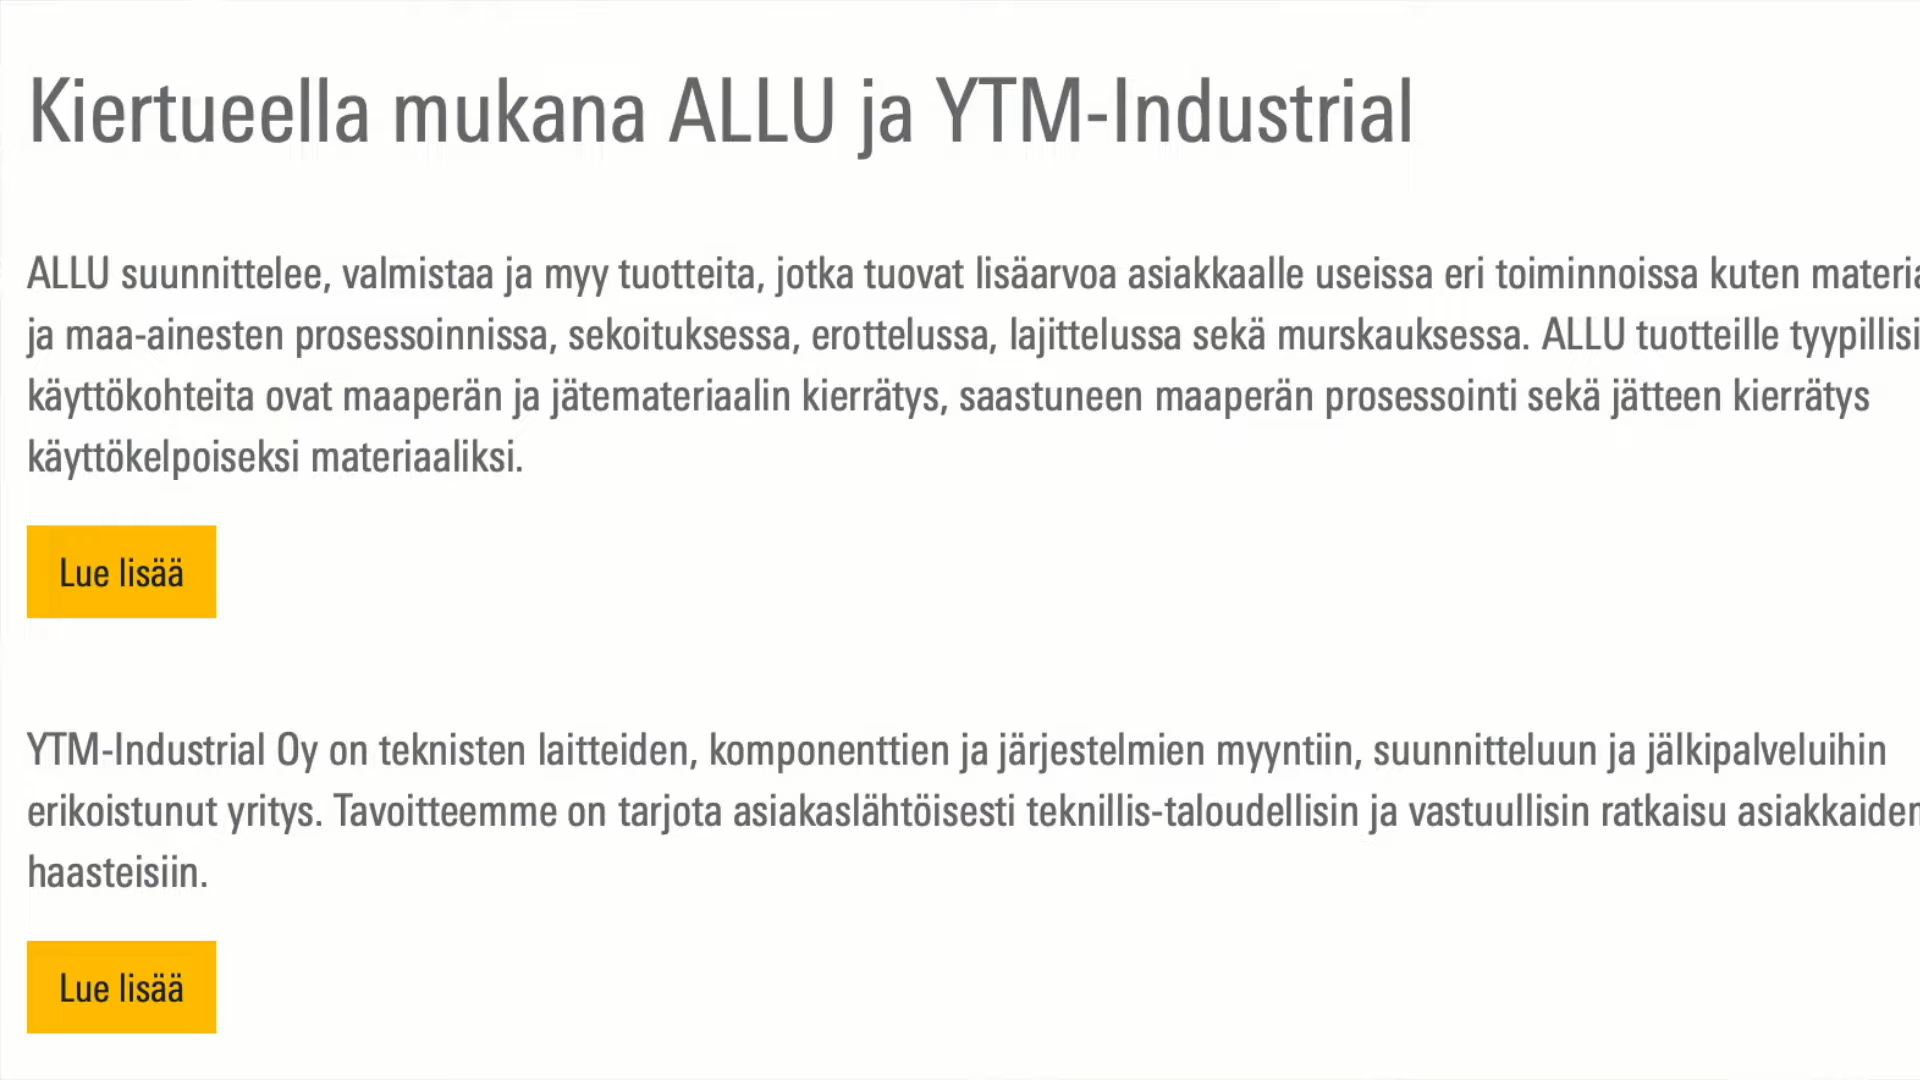 Kiertueella mukana ALLU ja YTM-Industrial
ALLU suunnittelee, valmistaa ja myy tuotteita, jotka tuovat lisäarvoa asiakkaalle useissa eri toiminnoissa kuten
ja maa-ainesten prosessoinnissa, sekoituksessa, erottelussa, lajittelussa sekä murskauksessa. ALLU tuotteille
käyttökohteita ovat maaperän ja jätemateriaalin kierrätys, saastuneen maaperän prosessointi sekä jätteen kierrätys
käyttökelpoiseksi materiaaliksi.
Lue lisää
YTM-Industrial Oy on teknisten laitteiden, komponenttien ja järjestelmien myyntiin, suunnitteluun ja jälkipalveluihin
erikoistunut yritys. Tavoitteemme on tarjota asiakaslähtöisesti teknillis-taloudellisin ja vastuullisin ratkaisu asiakkaiden
haasteisiin.
Lue lisää